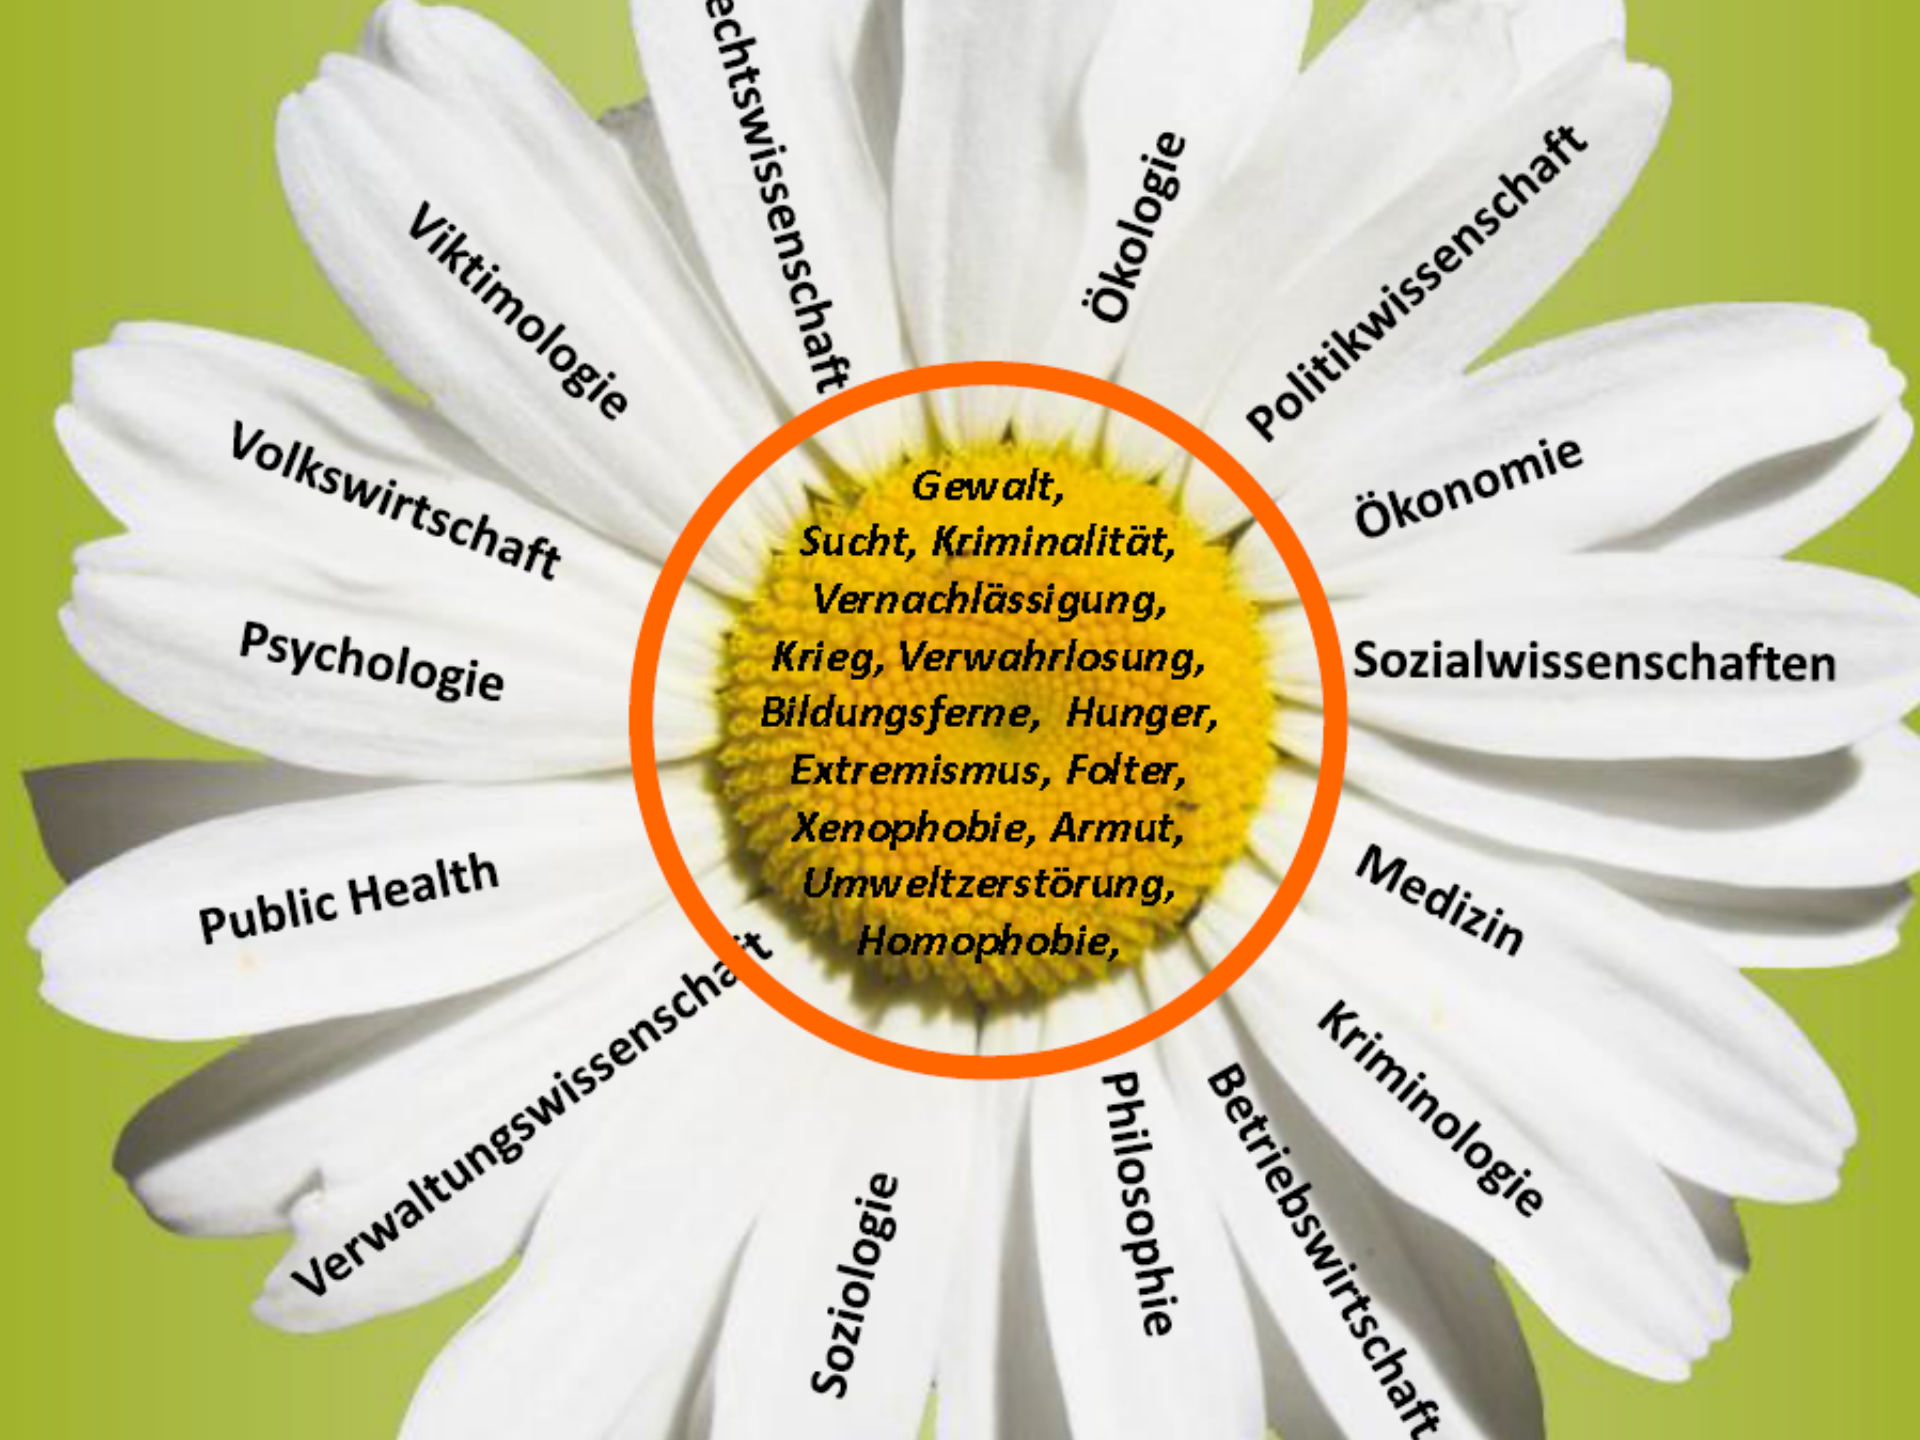 echtswissenschaft
Ökologie
Politikwissenschaft
Ökonomie
Sozialwissenschaften
Medizin
Kriminologie
Betriebswirtschaft
Philosophie
Soziologie
Verwaltungswissenschaft
Public Health
Psychologie
Volkswirtschaft
Viktimologie
Gewalt,
Sucht, Kriminalität,
Vernachlässigung,
Krieg, Verwahrlosung,
Bildungsferne, Hunger,
Extremismus, Folter,
Xenophobie, Armut,
Umweltzerstörung,
Homophobie,